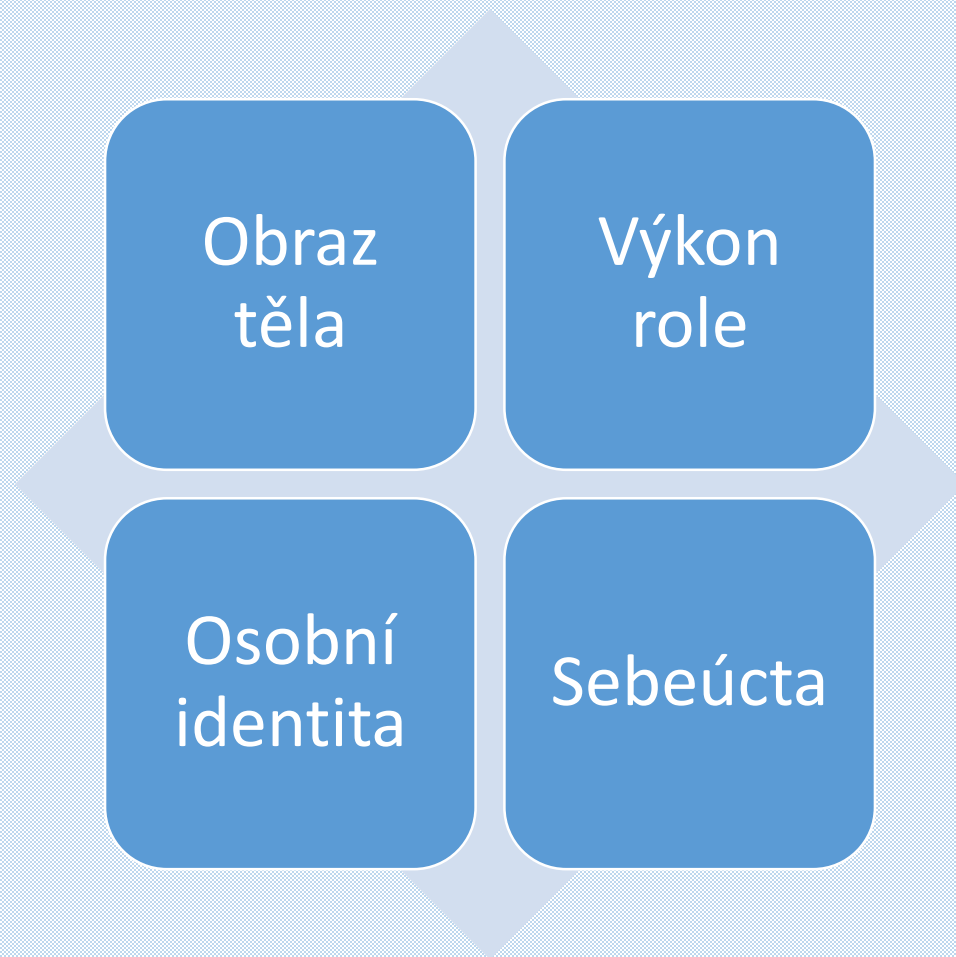 Obraz
těla
Výkon
role
Osobní
identita
Sebeúcta